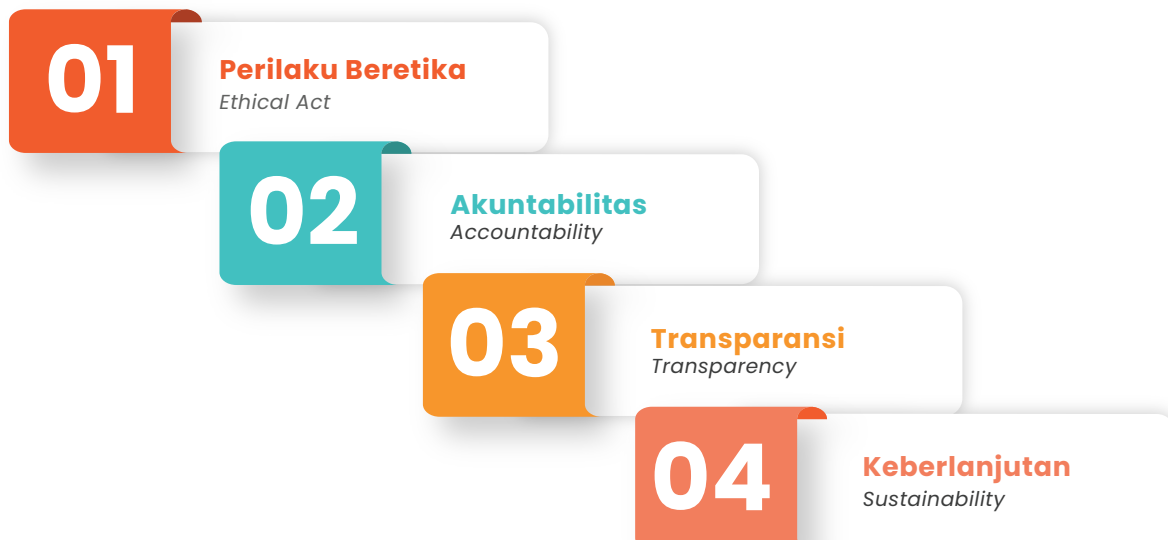 01
Perilaku Beretika
Ethical Act
02
Akuntabilitas
Accountability
03
Transparansi
Transparency
04
Keberlanjutan
Sustainability